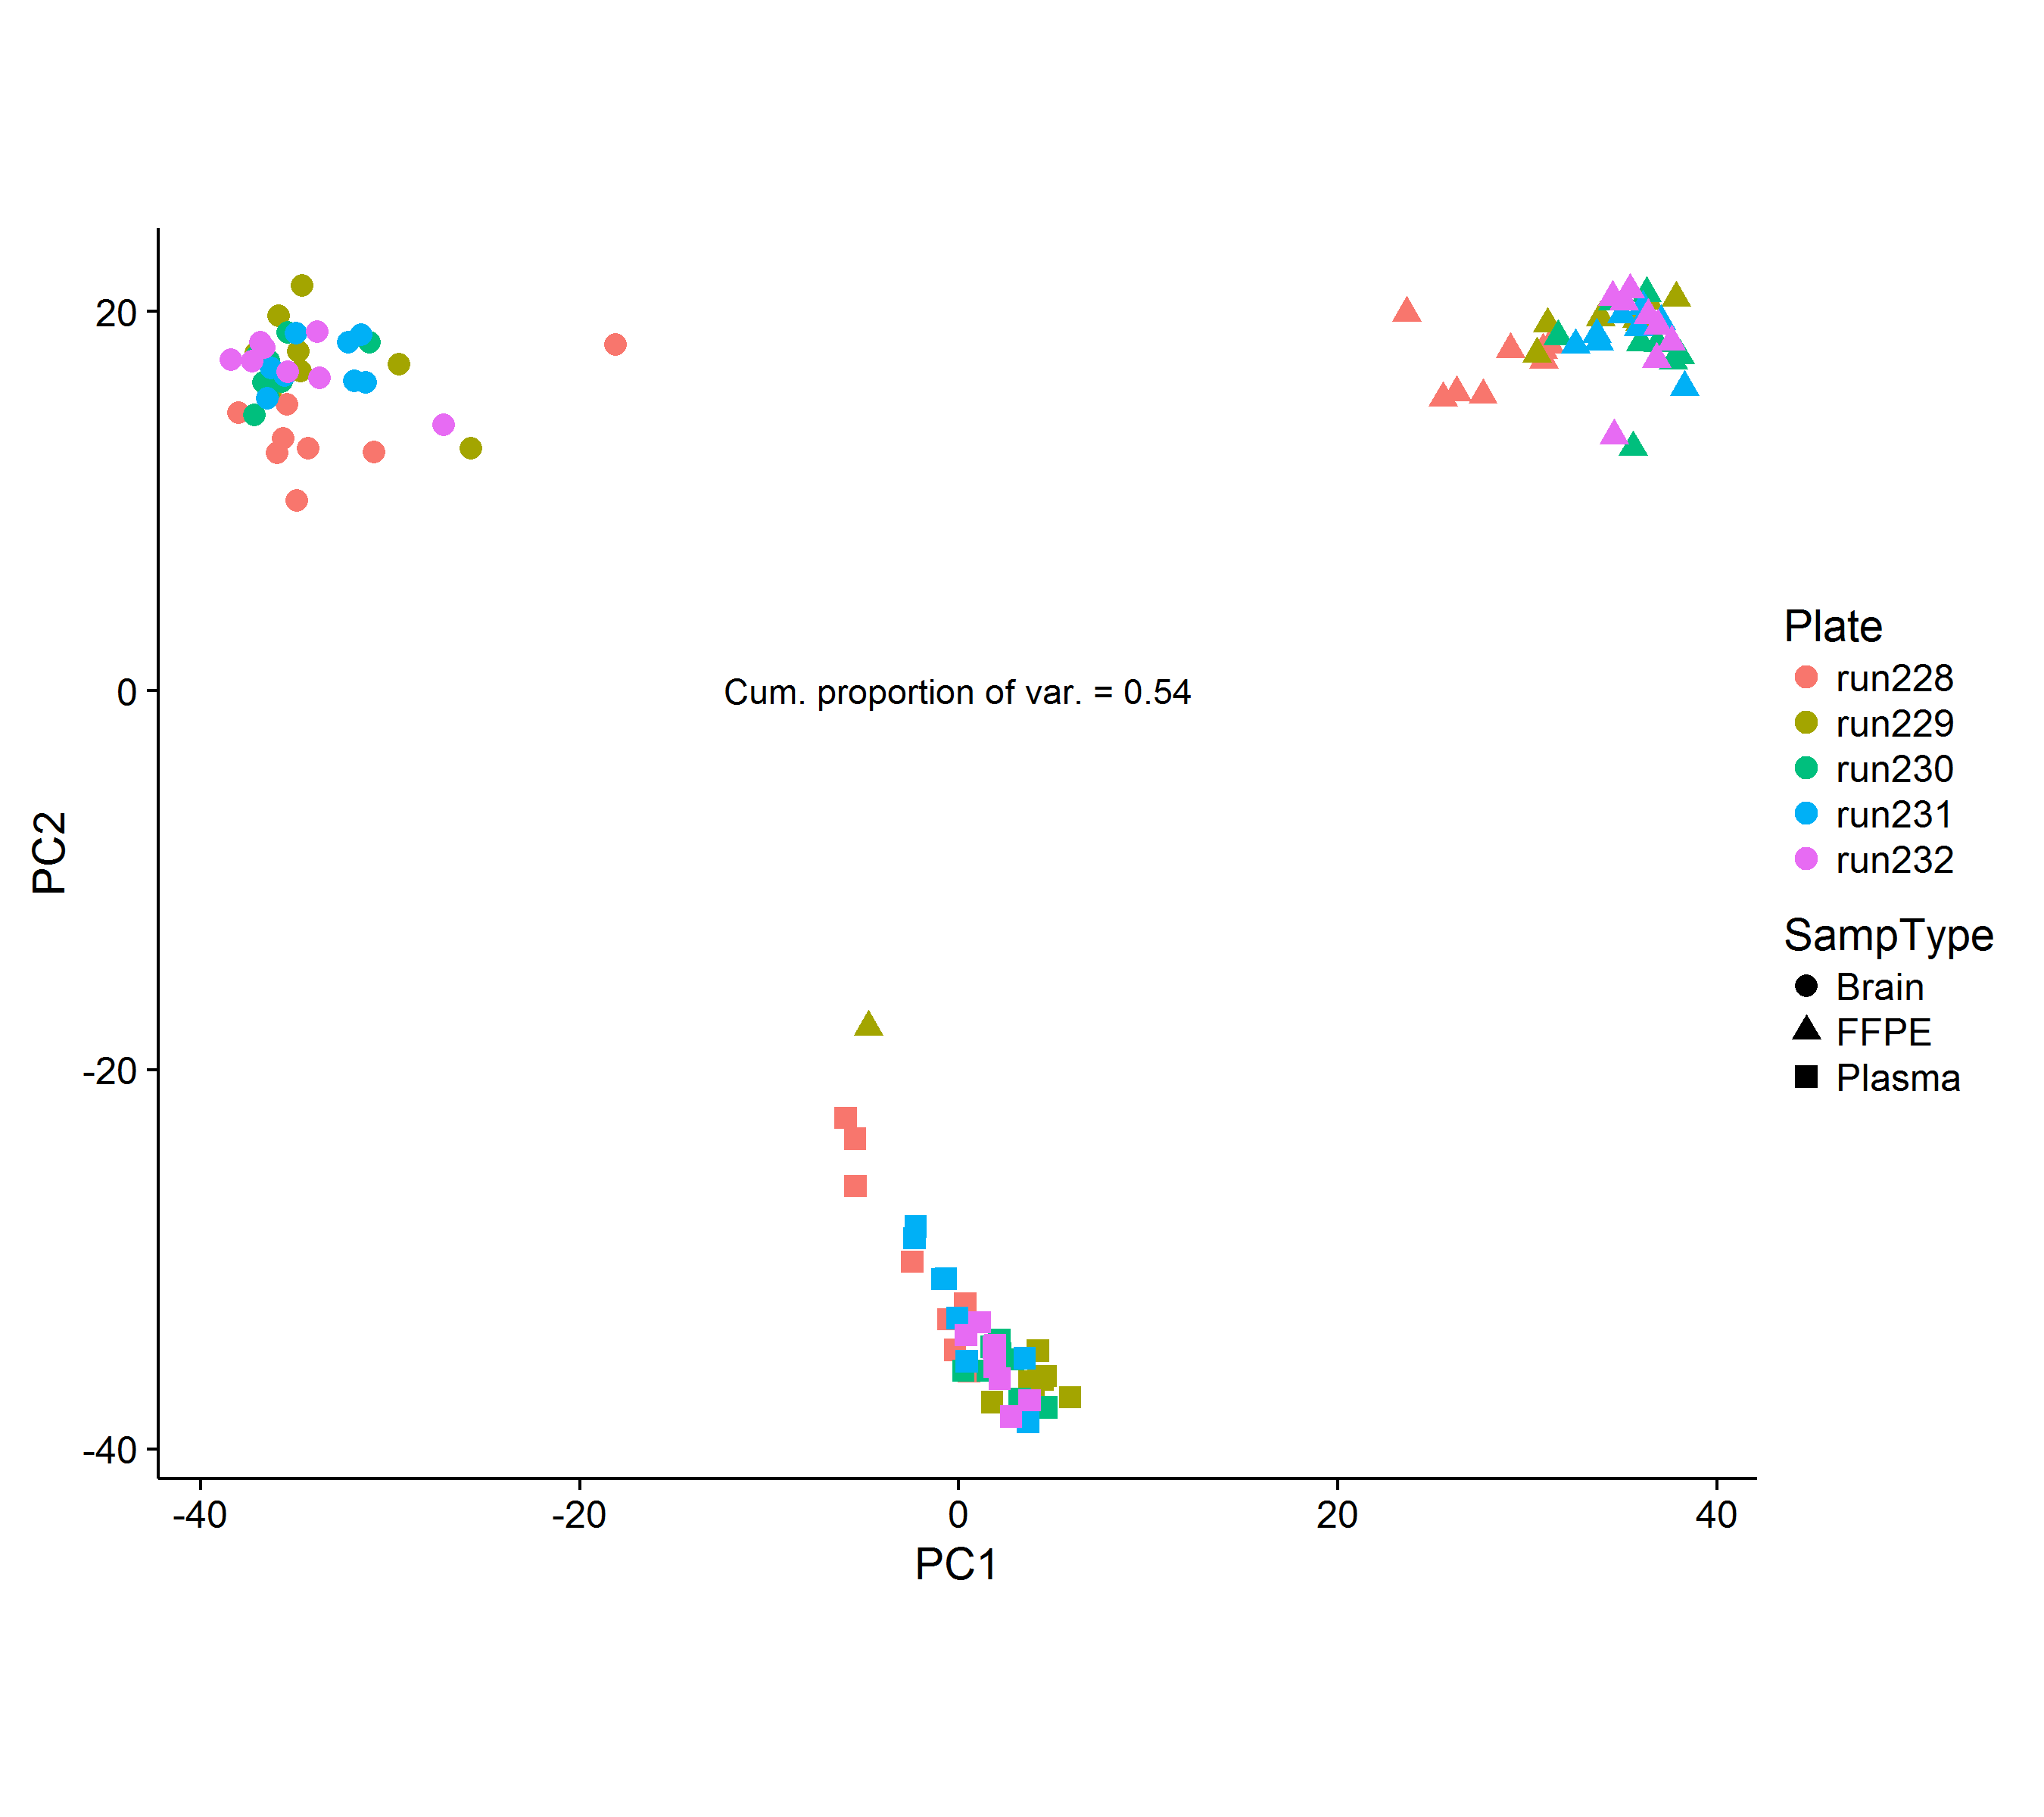 20
0
-20
-40
PC2
Cum. proportion of var. = 0.54
-40
-20
0
20
40
PC1
Plate
run228
run229
run230
run231
run232
SampType
Brain
FFPE
Plasma